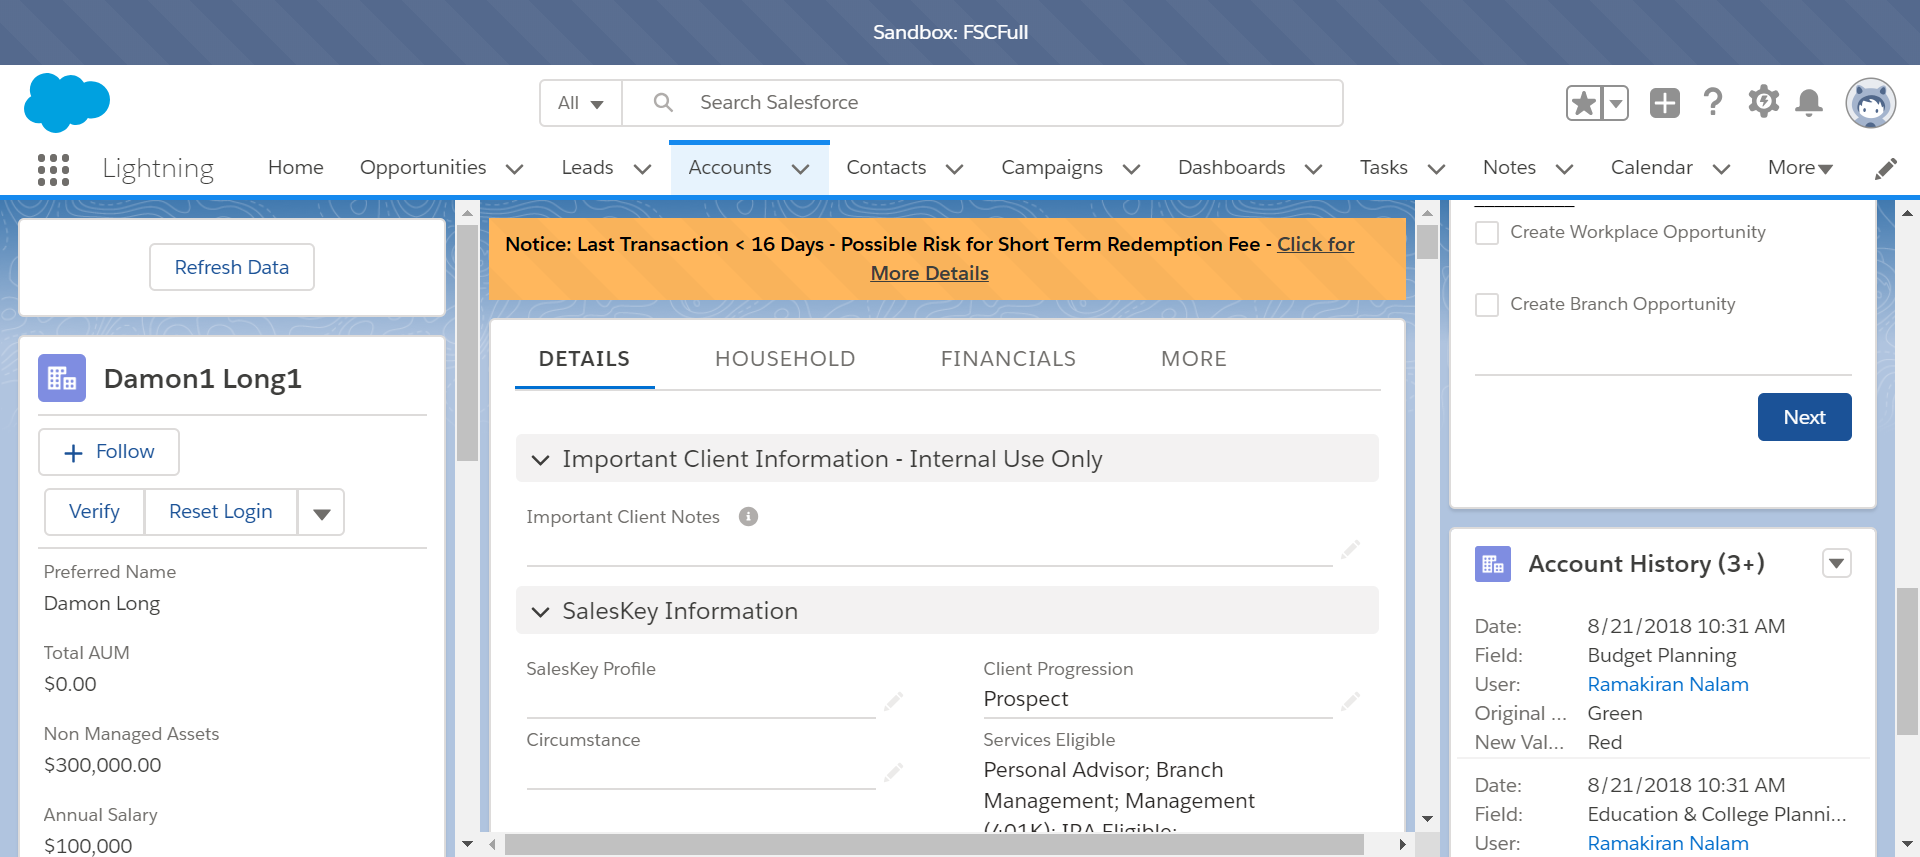 Sandbox: FSCFull
All
Search Salesforce
Lightning
Home
Opportunities
Leads
Accounts
Contacts
Campaigns
Dashboards
Tasks
Notes
Calendar
More
Refresh Data
Damon1 Long1
Follow
Verify
Reset Login
Preferred Name
Damon Long
Total AUM
$0.00
Non Managed Assets
$300,000.00
Annual Salary
$100,000
Notice: Last Transaction < 16 Days - Possible Risk for Short Term Redemption Fee - Click for
More Details
DETAILS
HOUSEHOLD
FINANCIALS
MORE
Important Client Information - Internal Use Only
Important Client Notes
SalesKey Information
SalesKey Profile
Client Progression
Prospect
Circumstance
Services Eligible
Personal Advisor; Branch
Management; Management
(401K); IRA Eligible;
Create Workplace Opportunity
Create Branch Opportunity
Next
Account History (3+)
Date: 8/21/2018 10:31 AM
Field: Budget Planning
User: Ramakiran Nalam
Original ... Green
New Val... Red
Date: 8/21/2018 10:31 AM
Field: Education & College Planni...
User: Ramakiran Nalam